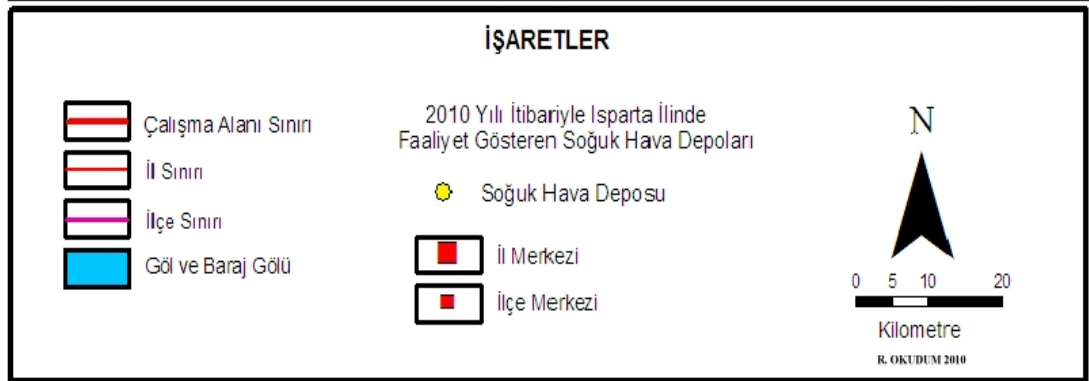 İŞARETLER
Çalışma Alanı Sınırı
İl Sınırı
İlçe Sınırı
Göl ve Baraj Gölü
2010 Yılı İtibariyle Isparta İlinde
Faaliyet Gösteren Soğuk Hava Depoları
Soğuk Hava Deposu
İl Merkezi
İlçe Merkezi
N
0 5 10 20
Kilometre
R. OKUDUM 2010